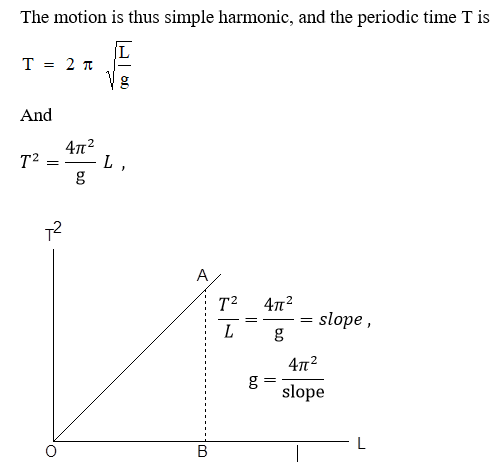 The motion is thus simple harmonic, and the periodic time T is
T = 2 π √(L/g)
And
T² = 4π²/g L ,
T²
A
T²/L = 4π²/g = slope ,
g = 4π²/slope
O
B
L